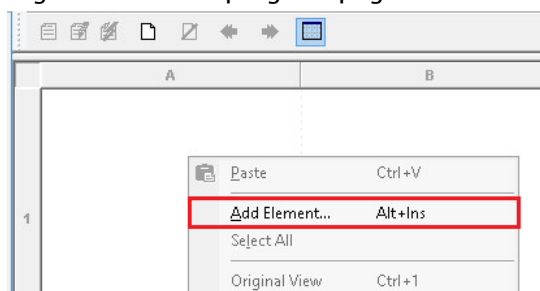 A B
Paste Ctrl+V
1
Add Element... Alt+Ins
Select All
Original View Ctrl+1